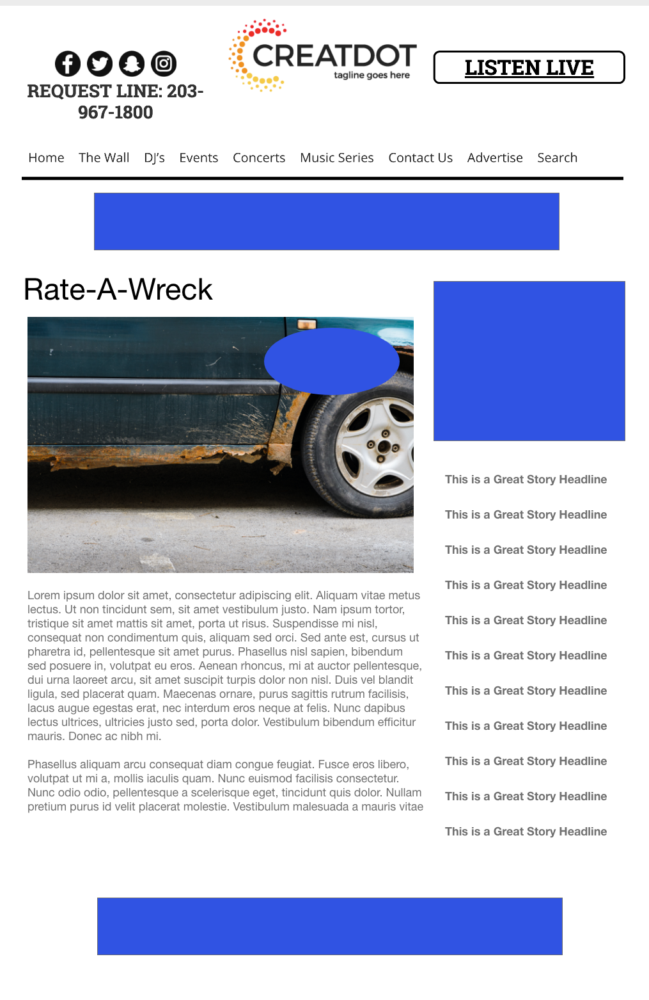 CREATDOT
tagline goes here
REQUEST LINE: 203-
967-1800
LISTEN LIVE
Home The Wall DJ's Events Concerts Music Series Contact Us Advertise Search
Rate-A-Wreck
Lorem ipsum dolor sit amet, consectetur adipiscing elit. Aliquam vitae metus
lectus. Ut non tincidunt sem, sit amet vestibulum justo. Nam ipsum tortor,
tristique sit amet mattis sit amet, porta ut risus. Suspendisse mi nisl,
consequat non condimentum quis, aliquam sed orci. Sed ante est, cursus ut
pharetra id, pellentesque sit amet purus. Phasellus nisl sapien, bibendum
sed posuere in, volutpat eu eros. Aenean rhoncus, mi at auctor pellentesque,
dui urna laoreet arcu, sit amet suscipit turpis dolor non nisl. Duis vel blandit
ligula, sed placerat quam. Maecenas ornare, purus sagittis rutrum facilisis,
lacus augue egestas erat, nec interdum eros neque at felis. Nunc dapibus
lectus ultrices, ultricies justo sed, porta dolor. Vestibulum bibendum efficitur
mauris. Donec ac nibh mi.
Phasellus aliquam arcu consequat diam congue feugiat. Fusce eros libero,
volutpat ut mi a, mollis iaculis quam. Nunc euismod facilisis consectetur.
Nunc odio odio, pellentesque a scelerisque eget, tincidunt quis dolor. Nullam
pretium purus id velit placerat molestie. Vestibulum malesuada a mauris vitae
This is a Great Story Headline
This is a Great Story Headline
This is a Great Story Headline
This is a Great Story Headline
This is a Great Story Headline
This is a Great Story Headline
This is a Great Story Headline
This is a Great Story Headline
This is a Great Story Headline
This is a Great Story Headline
This is a Great Story Headline